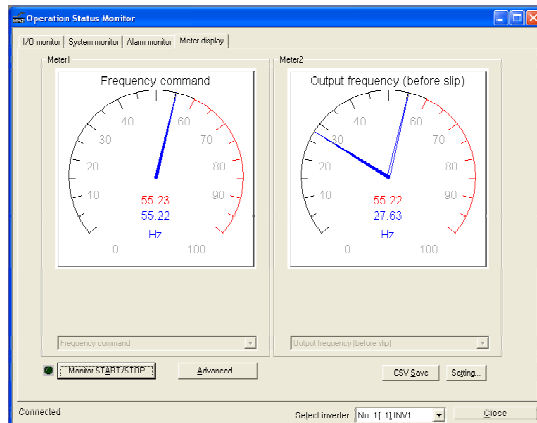 Operation Status Monitor
I/O monitor System monitor Alarm monitor Meter display
Meter1
Frequency command
0 10 20 30 40 60 70 80 90 100
55.23
55.22
Hz
Frequency command
Meter2
Output frequency (before slip)
0 10 20 30 40 60 70 80 90 100
55.22
27.63
Hz
Output frequency (before slip)
Monitor START/STOP Advanced CSV Save Setting...
Connected Select inverter No. 1[ 1] INV1 Close